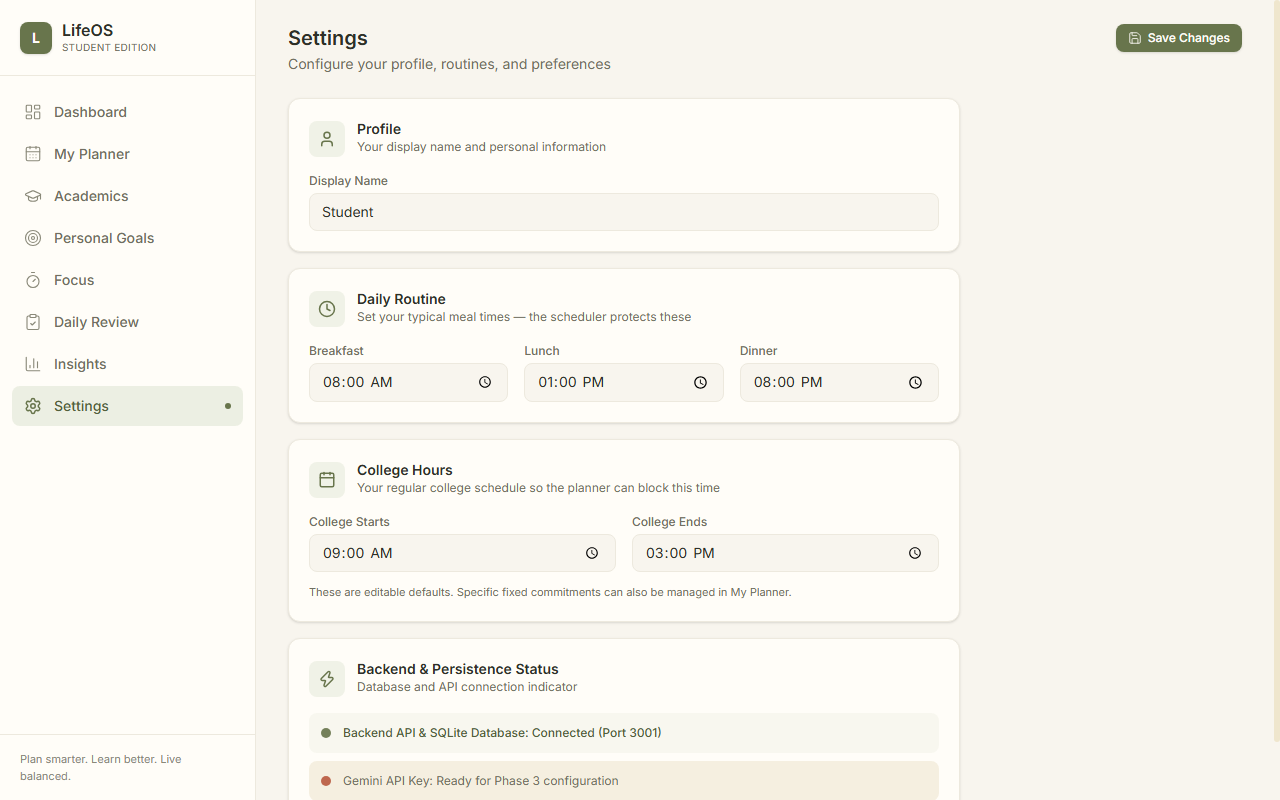 L
LifeOS
STUDENT EDITION
Dashboard
My Planner
Academics
Personal Goals
Focus
Daily Review
Insights
Settings
Plan smarter. Learn better. Live
balanced.
Settings
Configure your profile, routines, and preferences
Save Changes
Profile
Your display name and personal information
Display Name
Student
Daily Routine
Set your typical meal times — the scheduler protects these
Breakfast Lunch Dinner
08:00 AM 01:00 PM 08:00 PM
College Hours
Your regular college schedule so the planner can block this time
College Starts College Ends
09:00 AM 03:00 PM
These are editable defaults. Specific fixed commitments can also be managed in My Planner.
Backend & Persistence Status
Database and API connection indicator
Backend API & SQLite Database: Connected (Port 3001)
Gemini API Key: Ready for Phase 3 configuration